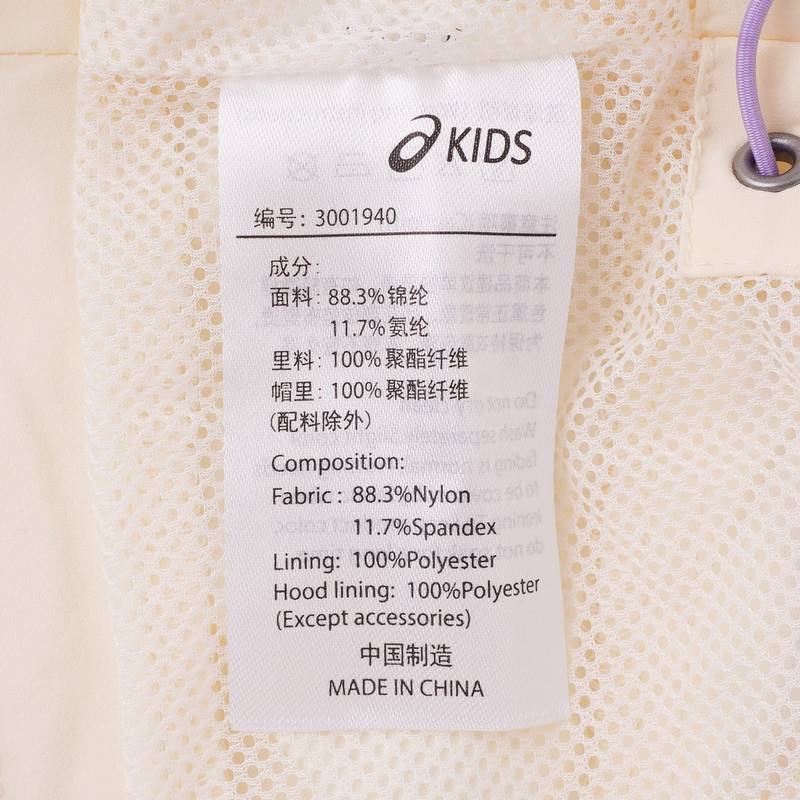 KIDS
编号: 3001940
成分:
面料: 88.3%锦纶
11.7%氨纶
里料: 100%聚酯纤维
帽里: 100%聚酯纤维
(配料除外)
Composition:
Fabric : 88.3%Nylon
11.7%Spandex
Lining: 100%Polyester
Hood lining: 100%Polyester
(Except accessories)
中国制造
MADE IN CHINA